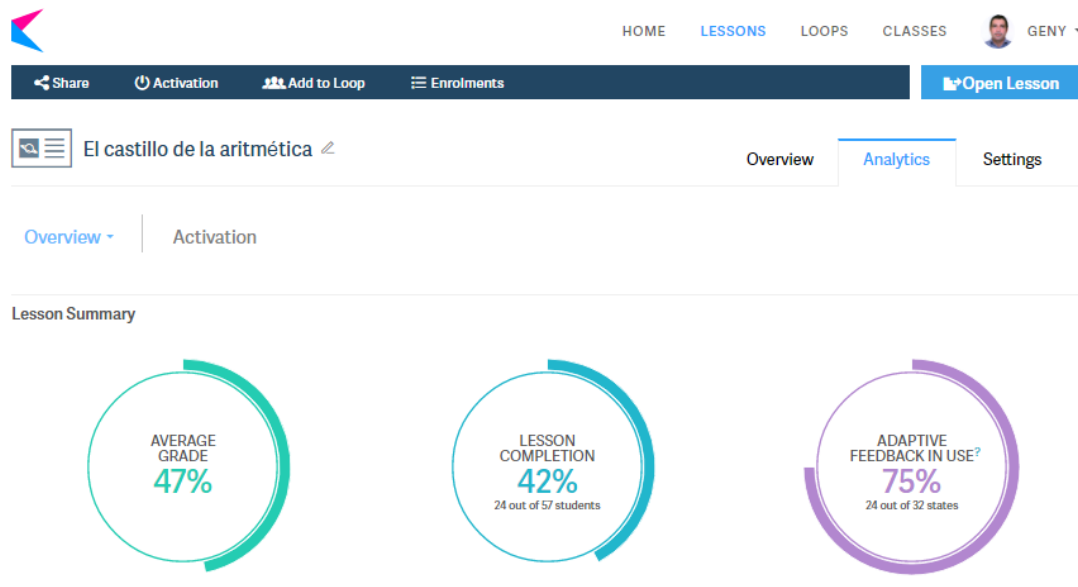 HOME LESSONS LOOPS CLASSES GENY
Share Activation Add to Loop Enrolments Open Lesson
El castillo de la aritmética
Overview Analytics Settings
Overview Activation
Lesson Summary
AVERAGE
GRADE
47%
LESSON
COMPLETION
42%
24 out of 57 students
ADAPTIVE
FEEDBACK IN USE?
75%
24 out of 32 states